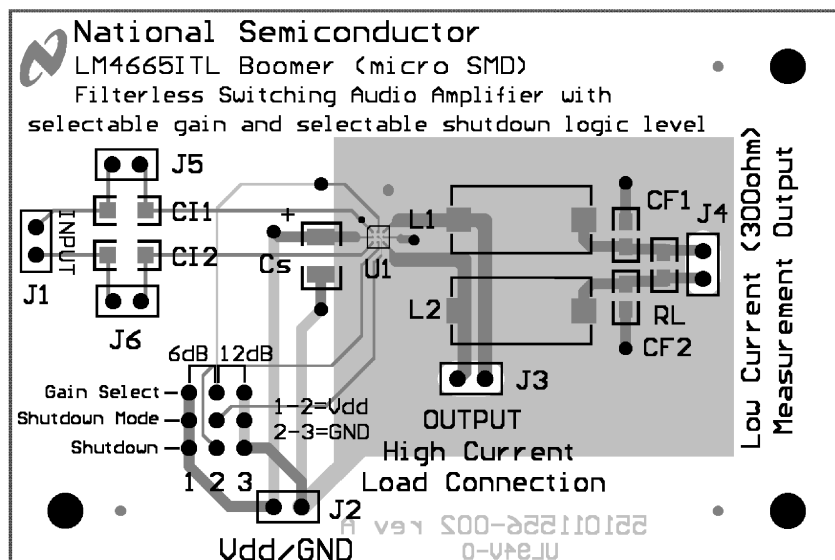 National Semiconductor
LM4665ITL Boomer (micro SMD)
Filterless Switching Audio Amplifier with
selectable gain and selectable shutdown logic level
J5
CI1
INPUT
J1
CI2
J6
+
Cs
U1
L1
L2
CF1
J4
RL
CF2
Low Current (300ohm)
Measurement Output
6dB 12dB
Gain Select
Shutdown Mode
Shutdown
1 2 3
1-2=Vdd
2-3=GND
J3
OUTPUT
High Current
Load Connection
J2
Vdd/GND
551011556-002 rev A
UL94V-0